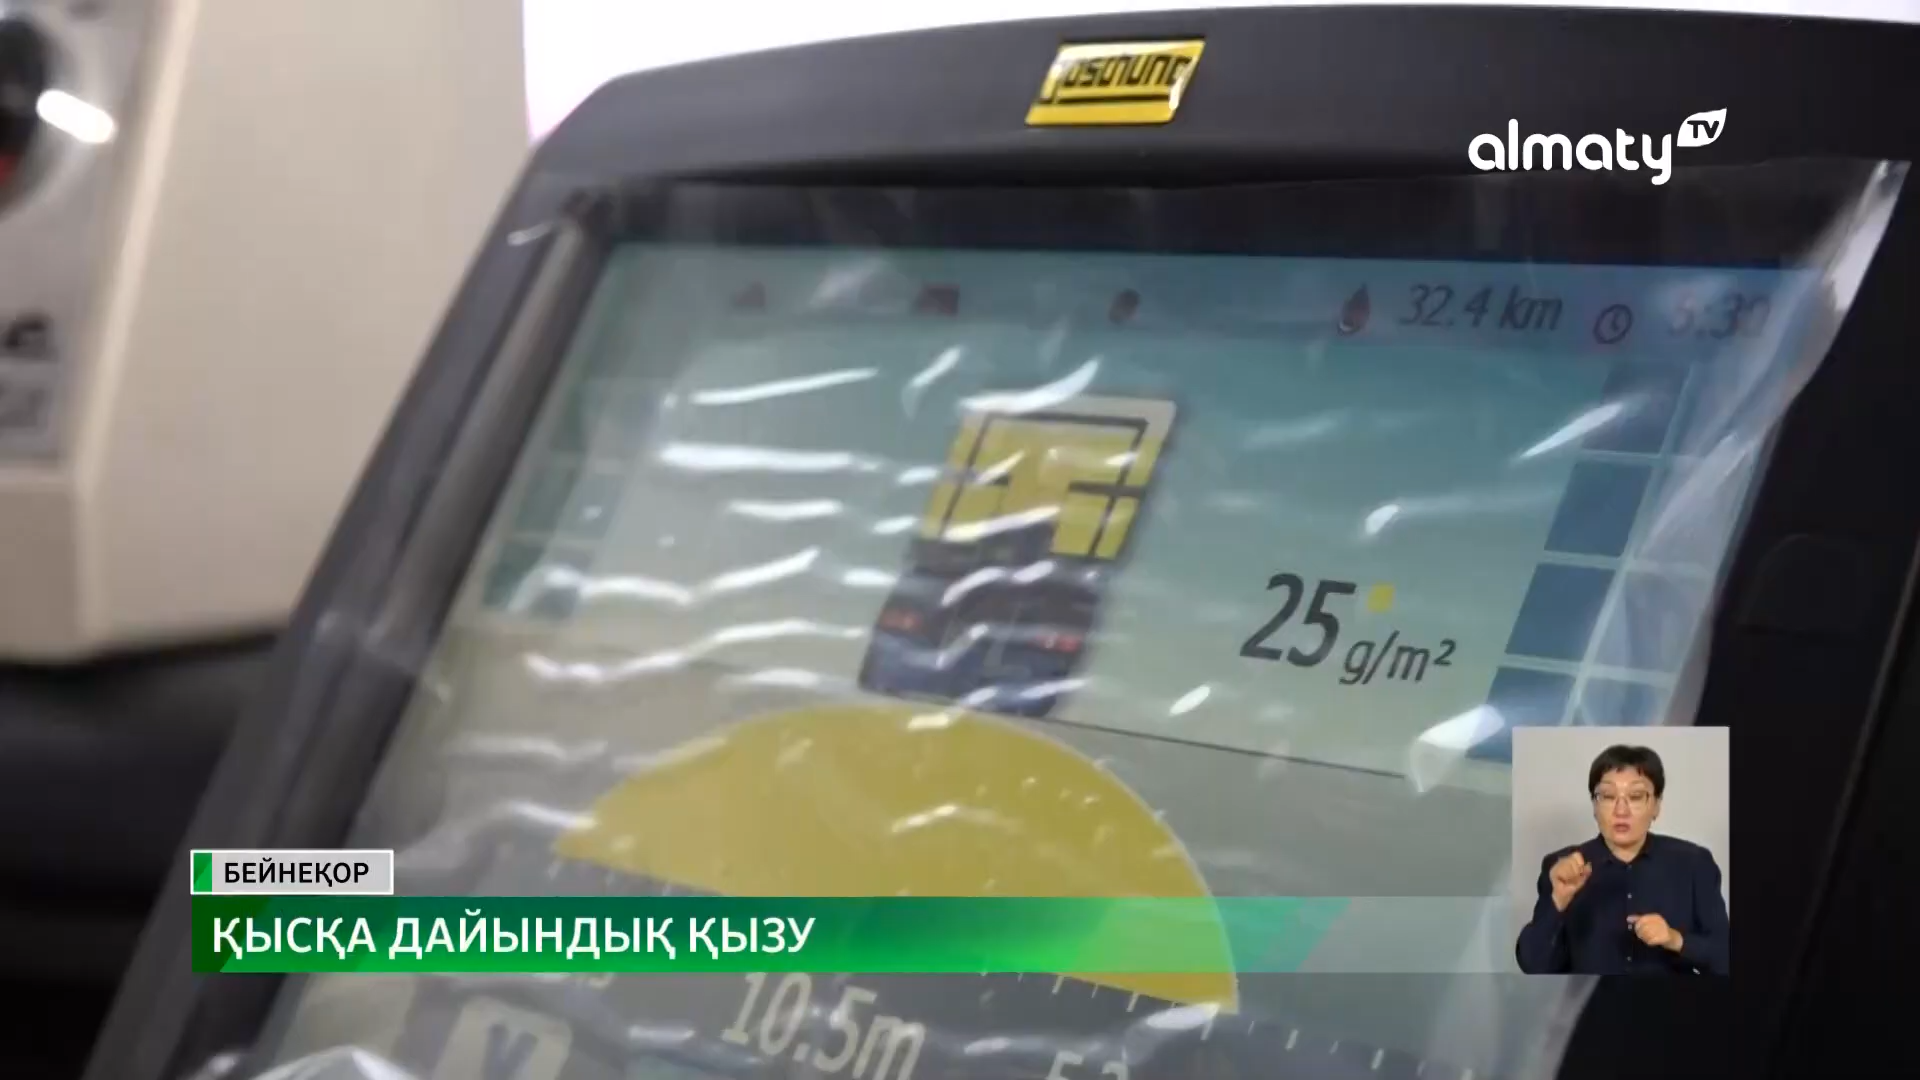 almaty TV
32.4 km
25 g/m²
БЕЙНЕҚОР
ҚЫСҚА ДАЙЫНДЫҚ ҚЫЗУ
10.5m